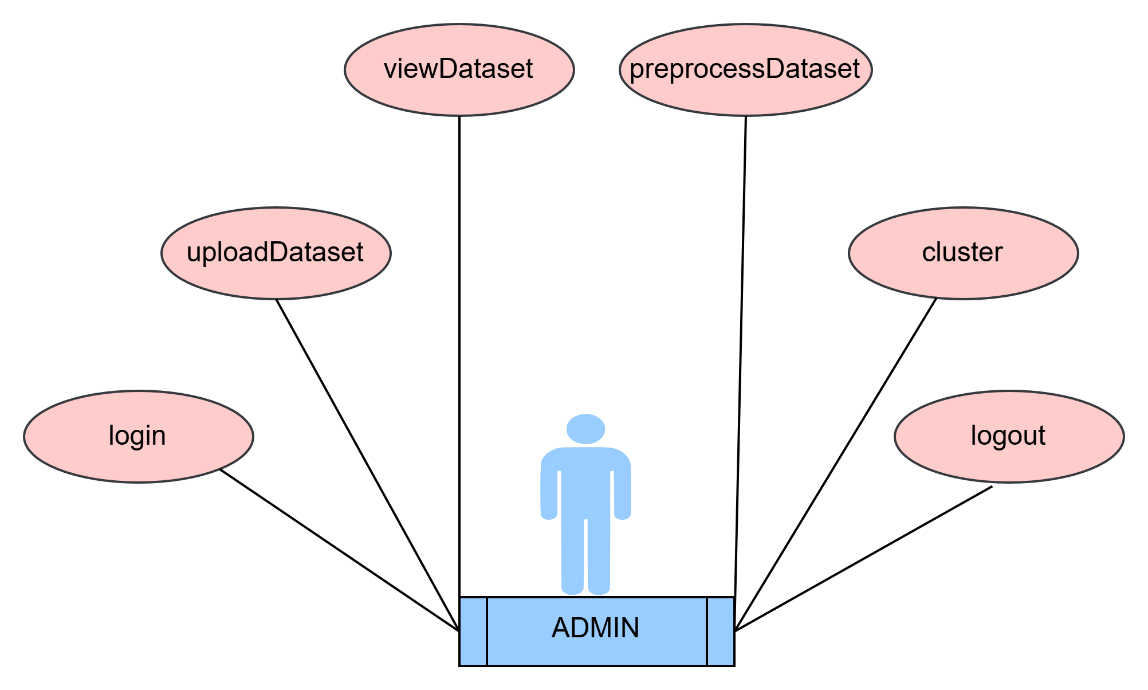 viewDataset
preprocessDataset
uploadDataset
cluster
login
logout
ADMIN